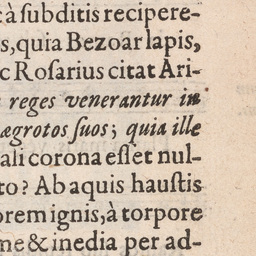 à ſubditis recipere-
s, quia Bezoar lapis,
c Roſarius citat Ari-
reges venerantur in
ægrotos ſuos; quia ille
ali corona eſſet nul-
to? Ab aquis hauſtis
orem ignis, à torpore
me & inedia per ad-